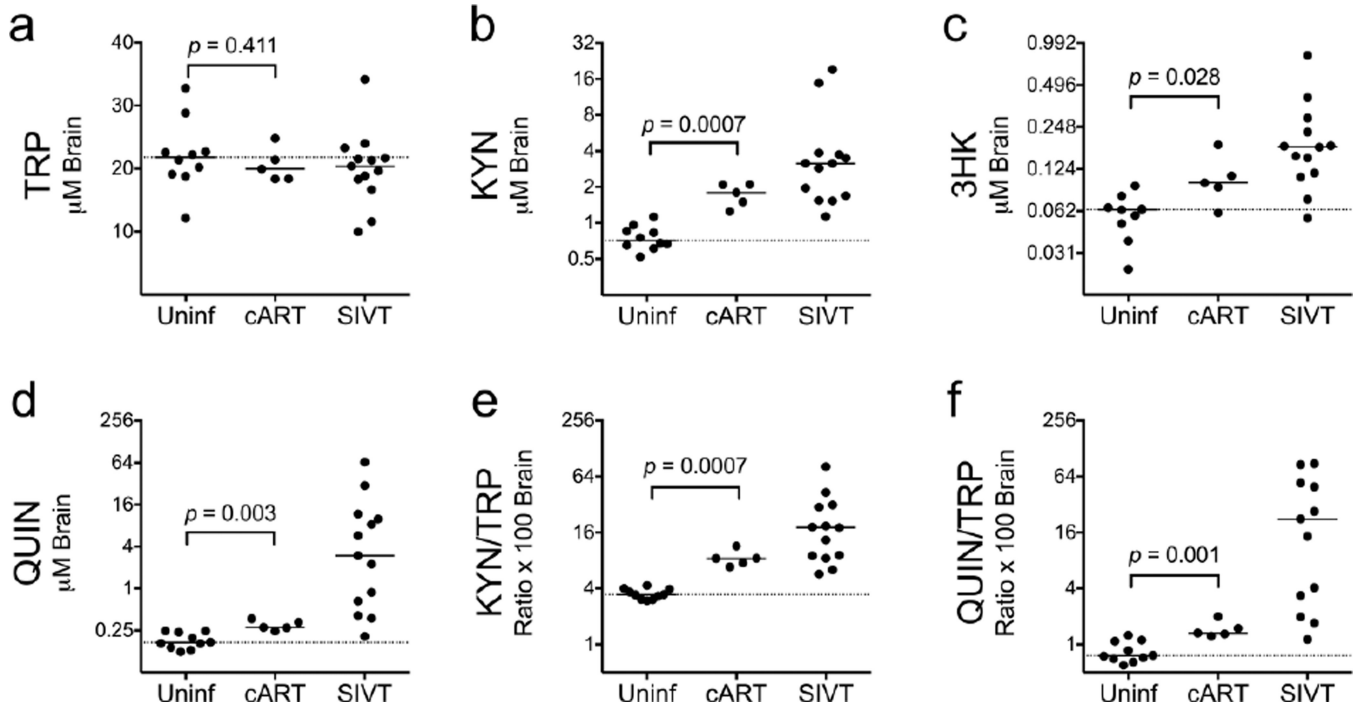 a
TRP
µM Brain
40
30
20
10
p = 0.411
Uninf cART SIVT
b
KYN
µM Brain
32
16
8
4
2
1
0.5
p = 0.0007
Uninf cART SIVT
c
3HK
µM Brain
0.992
0.496
0.248
0.124
0.062
0.031
p = 0.028
Uninf cART SIVT
d
QUIN
µM Brain
256
64
16
4
1
0.25
p = 0.003
Uninf cART SIVT
e
KYN/TRP
Ratio x 100 Brain
256
64
16
4
1
p = 0.0007
Uninf cART SIVT
f
QUIN/TRP
Ratio x 100 Brain
256
64
16
4
1
p = 0.001
Uninf cART SIVT